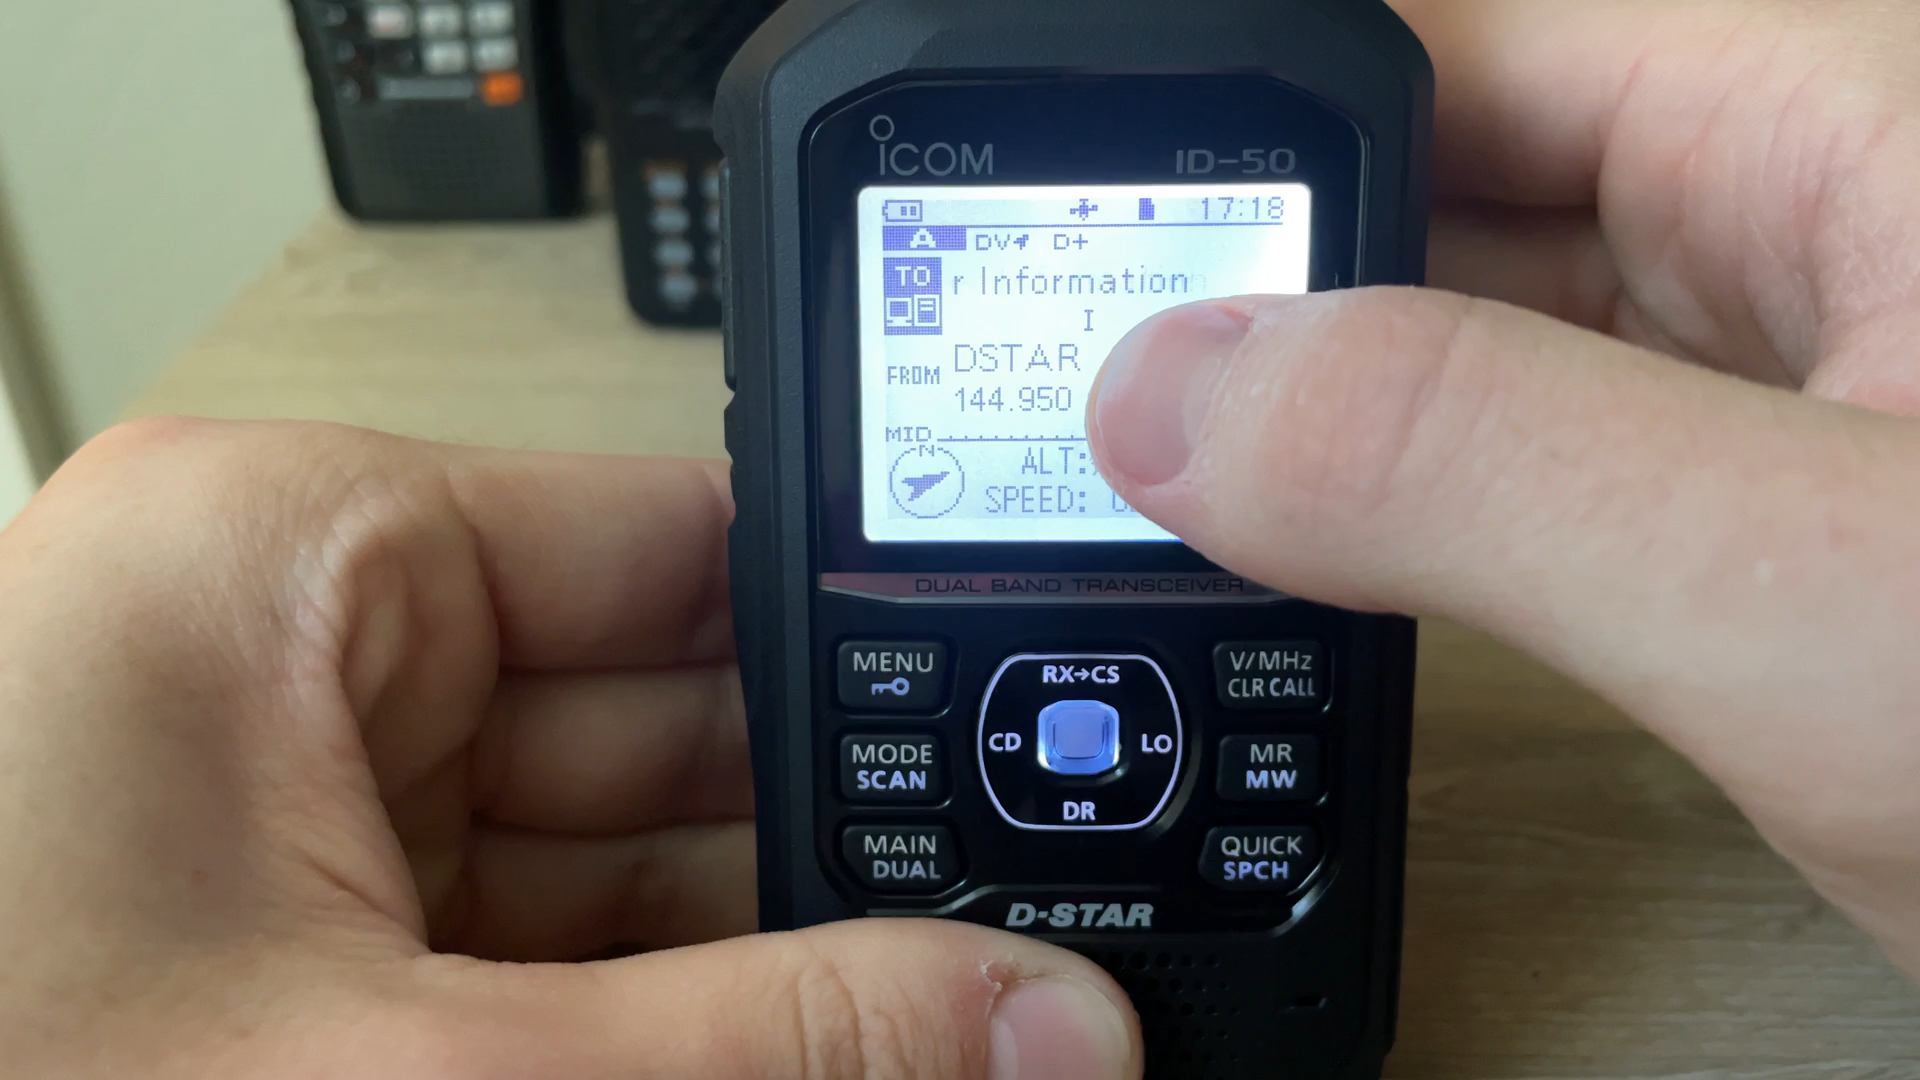 ICOM ID-50
17:18
A DV D+
TO r Information
I
FROM DSTAR
144.950
MID
N
ALT:
SPEED:
DUAL BAND TRANSCEIVER
MENU RX→CS V/MHz
CLR CALL
CD LO
MODE MR
SCAN MW
DR
MAIN QUICK
DUAL SPCH
D-STAR